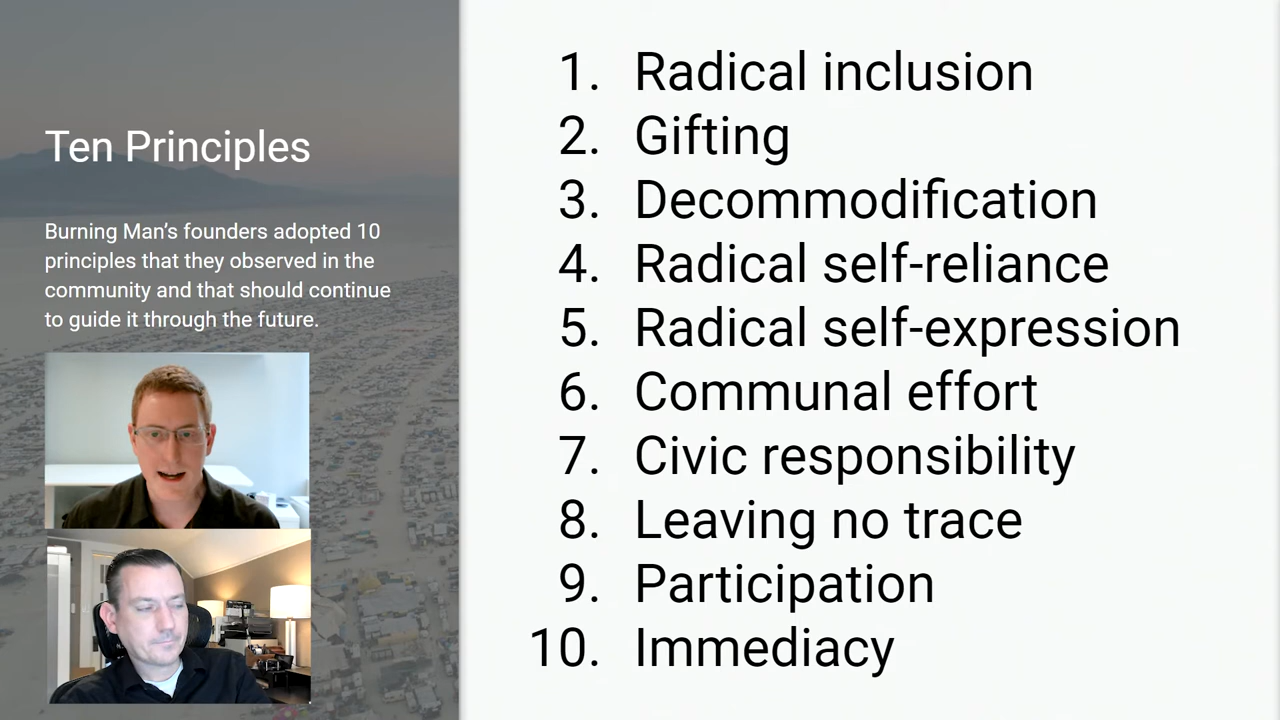 Ten Principles
Burning Man’s founders adopted 10
principles that they observed in the
community and that should continue
to guide it through the future.
1. Radical inclusion
2. Gifting
3. Decommodification
4. Radical self-reliance
5. Radical self-expression
6. Communal effort
7. Civic responsibility
8. Leaving no trace
9. Participation
10. Immediacy